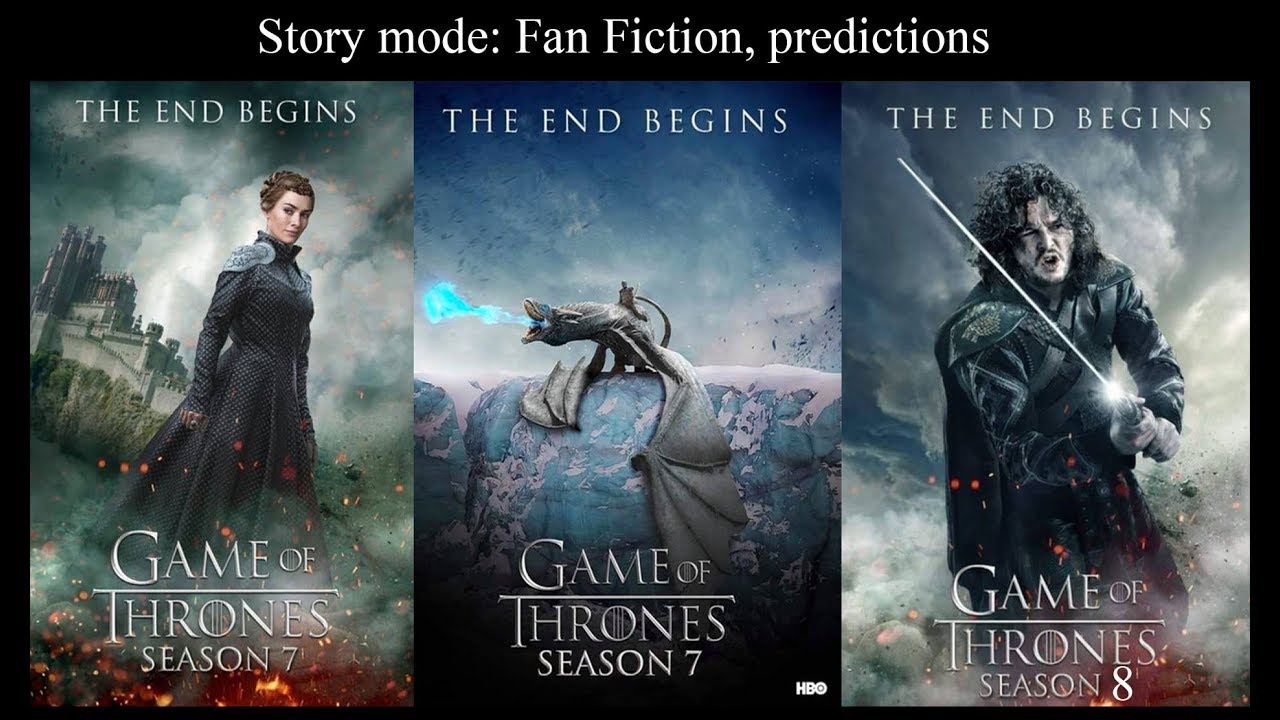 Story mode: Fan Fiction, predictions
THE END BEGINS
GAME OF
THRONES
SEASON 7
THE END BEGINS
GAME OF
THRONES
SEASON 7
HBO
THE END BEGINS
GAME OF
THRONES
SEASON 8